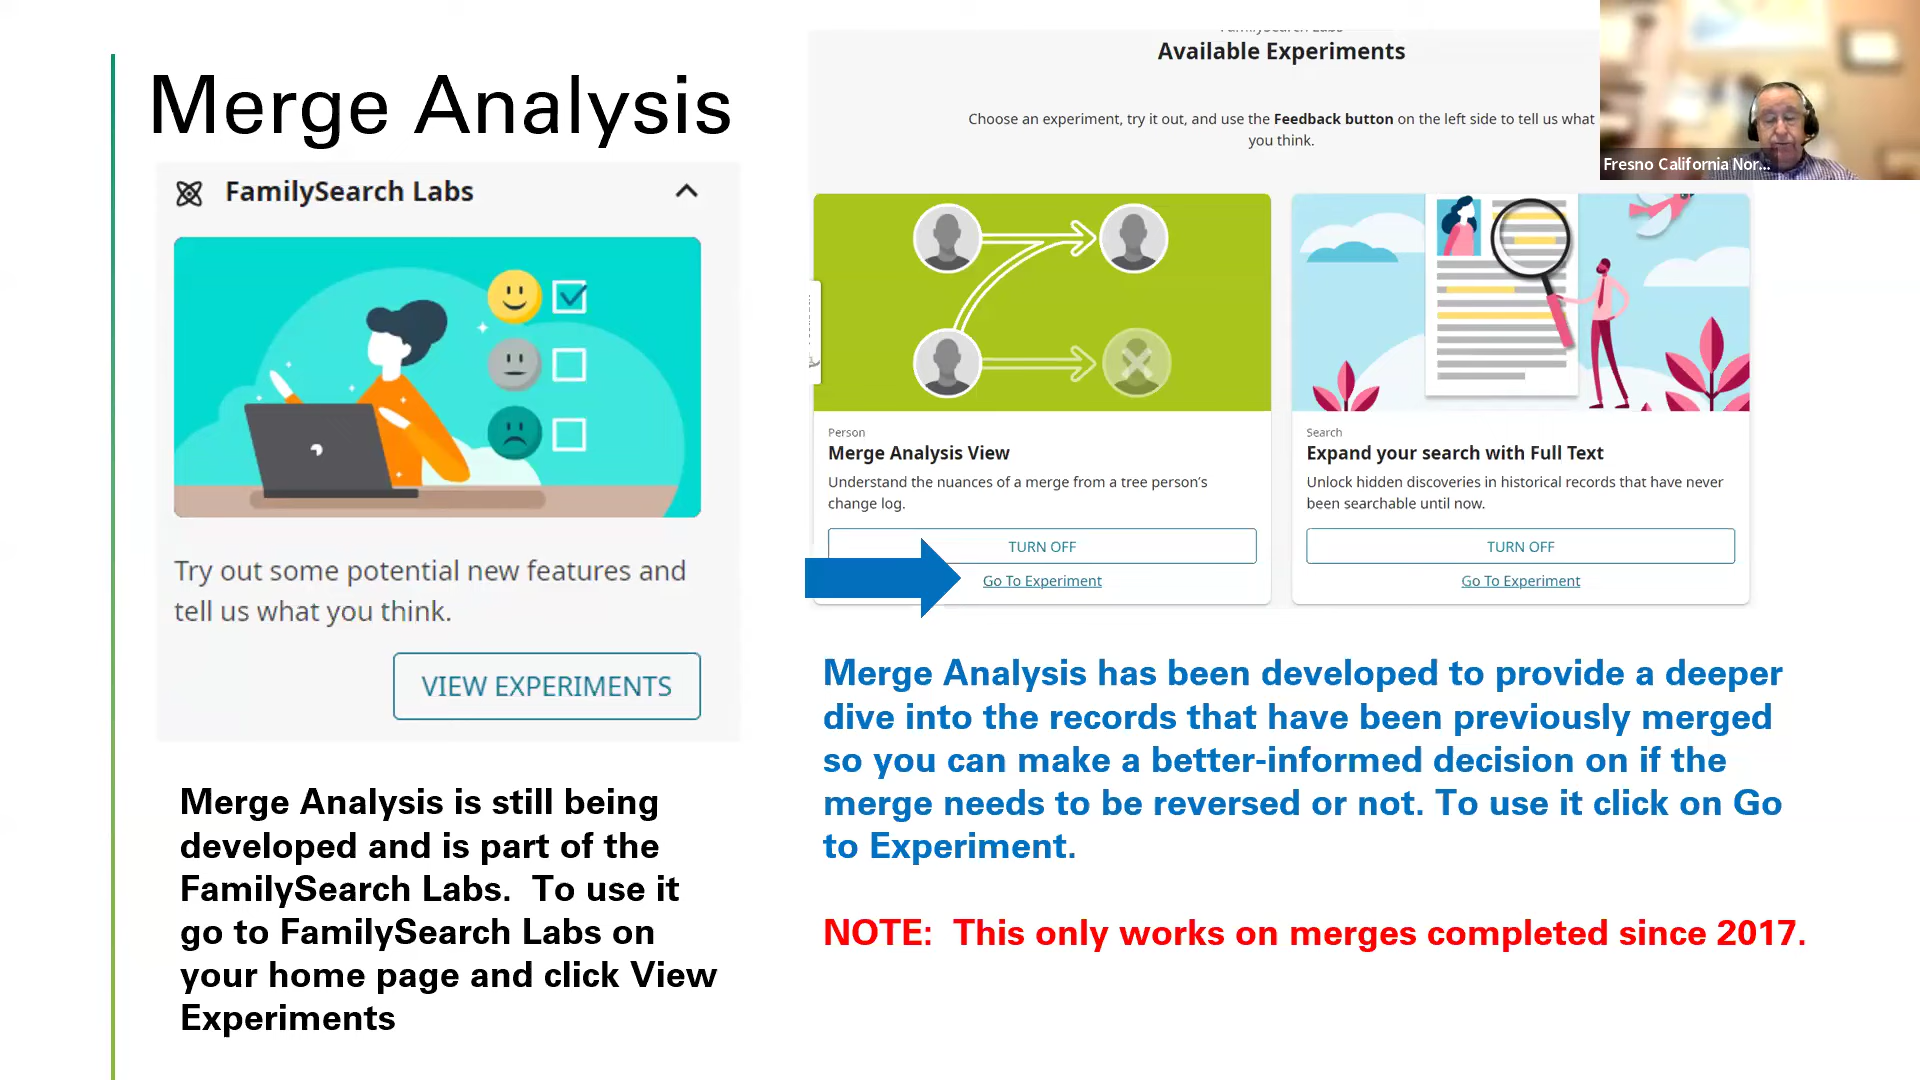 Merge Analysis
FamilySearch Labs
Try out some potential new features and
tell us what you think.
VIEW EXPERIMENTS
Merge Analysis is still being
developed and is part of the
FamilySearch Labs.  To use it
go to FamilySearch Labs on
your home page and click View
Experiments
FamilySearch Labs
Available Experiments
Choose an experiment, try it out, and use the Feedback button on the left side to tell us what
you think.
Person
Merge Analysis View
Understand the nuances of a merge from a tree person's
change log.
TURN OFF
Go To Experiment
Search
Expand your search with Full Text
Unlock hidden discoveries in historical records that have never
been searchable until now.
TURN OFF
Go To Experiment
Merge Analysis has been developed to provide a deeper
dive into the records that have been previously merged
so you can make a better-informed decision on if the
merge needs to be reversed or not. To use it click on Go
to Experiment.
NOTE:  This only works on merges completed since 2017.
Fresno California Nor...